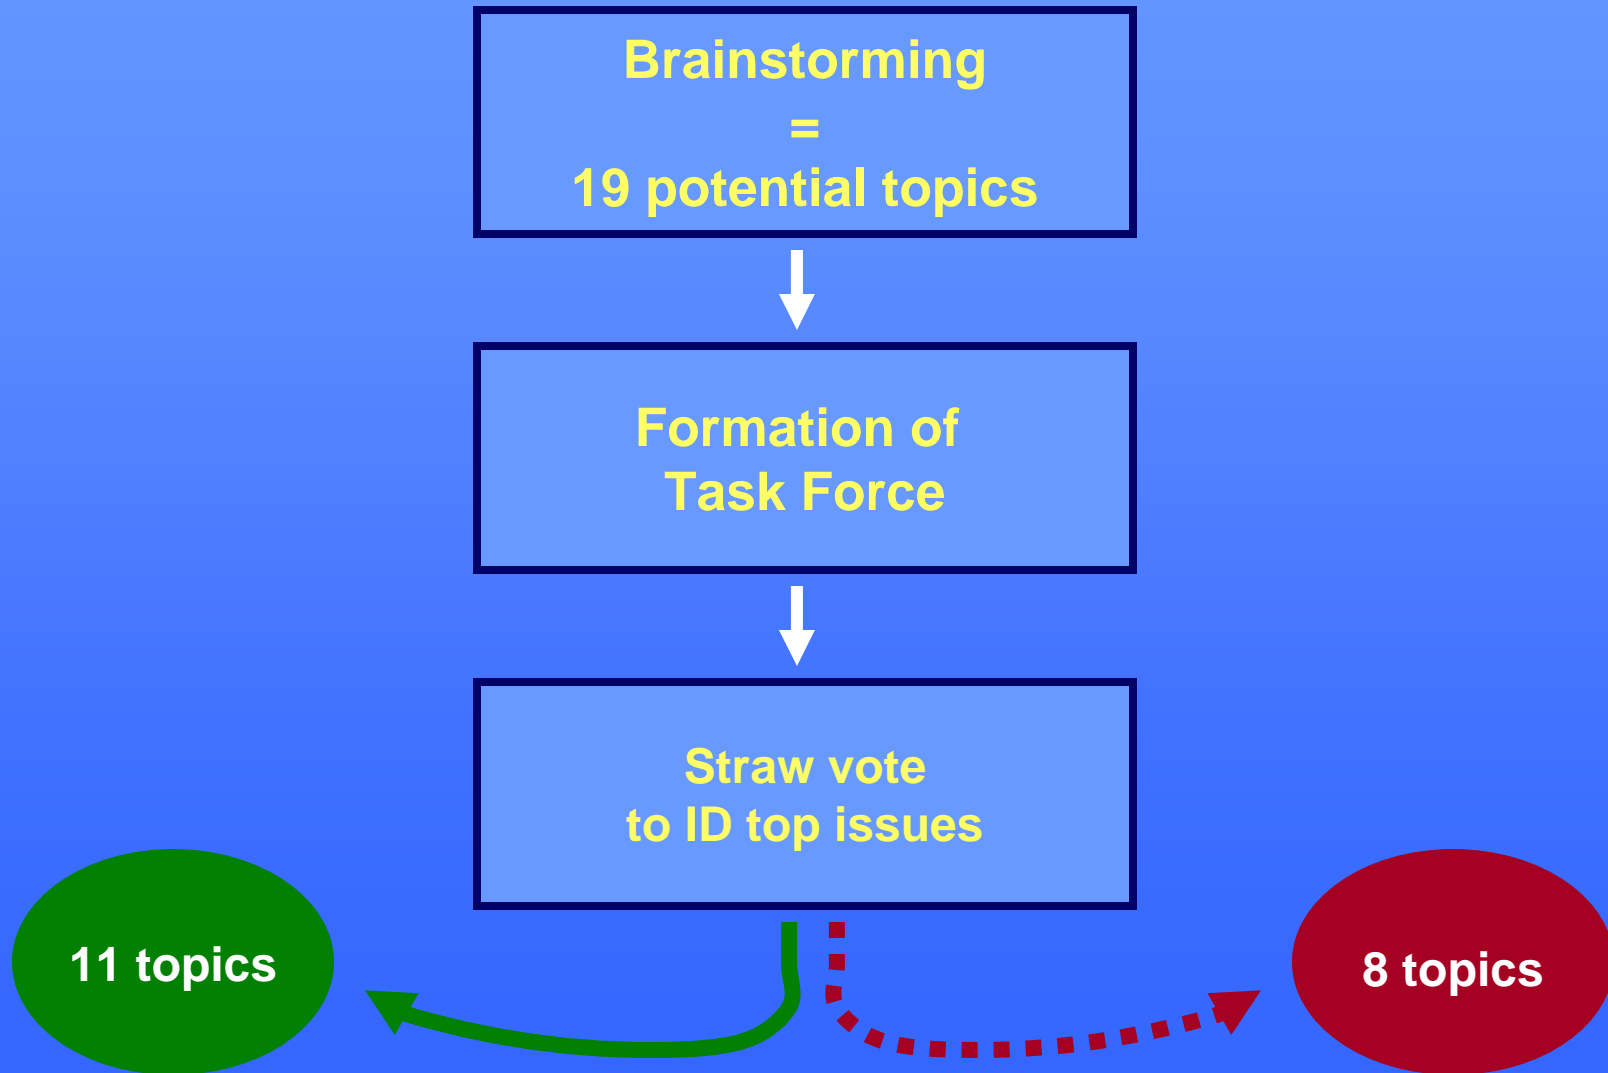 Brainstorming
=
19 potential topics
Formation of
Task Force
Straw vote
to ID top issues
11 topics
8 topics